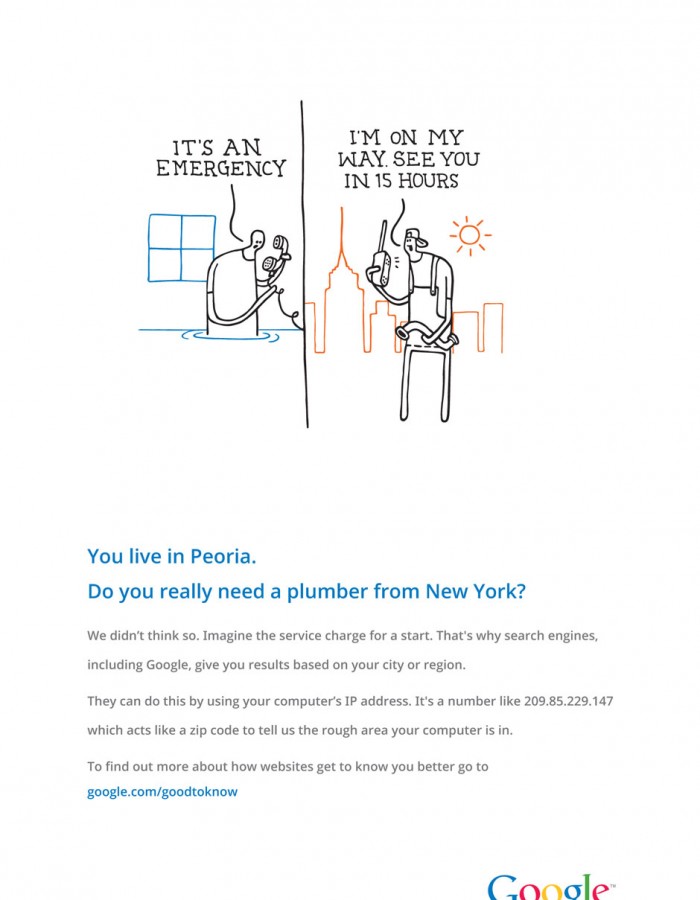 IT'S AN
EMERGENCY
I'M ON MY
WAY. SEE YOU
IN 15 HOURS
You live in Peoria.
Do you really need a plumber from New York?
We didn’t think so. Imagine the service charge for a start. That's why search engines,
including Google, give you results based on your city or region.
They can do this by using your computer’s IP address. It's a number like 209.85.229.147
which acts like a zip code to tell us the rough area your computer is in.
To find out more about how websites get to know you better go to
google.com/goodtoknow
Google™